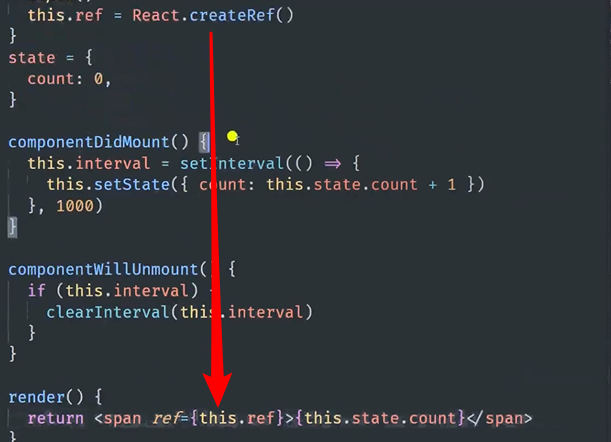 this.ref = React.createRef()
}
state = {
count: 0,
}
componentDidMount() {
this.interval = setInterval(() => {
this.setState({ count: this.state.count + 1 })
}, 1000)
}
componentWillUnmount() {
if (this.interval) {
clearInterval(this.interval)
}
}
render() {
return <span ref={this.ref}>{this.state.count}</span>
}